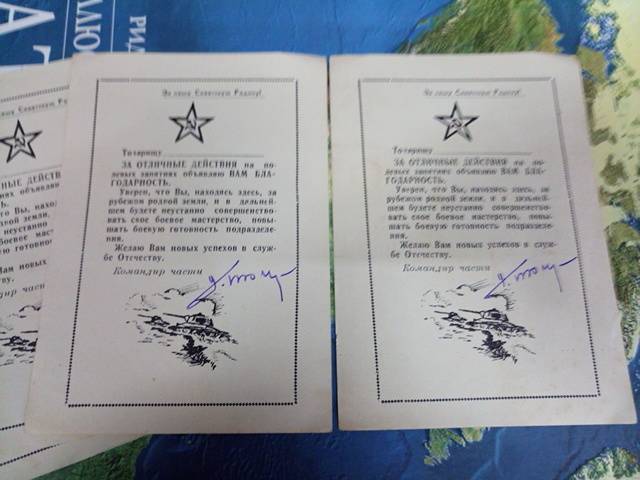 За нашу Советскую Родину!
Товарищу
ЗА ОТЛИЧНЫЕ ДЕЙСТВИЯ на по-
левых занятиях объявляю ВАМ БЛА-
ГОДАРНОСТЬ.
Уверен, что Вы, находясь здесь, за
рубежом родной земли, и в дальней-
шем будете неустанно совершенство-
вать свое боевое мастерство, повы-
шать боевую готовность подразделе-
ния.
Желаю Вам новых успехов в служ-
бе Отчеству.
Командир части
За нашу Советскую Родину!
Товарищу
ЗА ОТЛИЧНЫЕ ДЕЙСТВИЯ на по-
левых занятиях объявляю ВАМ БЛА-
ГОДАРНОСТЬ.
Уверен, что Вы, находясь здесь, за
рубежом родной земли, и в дальней-
шем будете неустанно совершенство-
вать свое боевое мастерство, повы-
шать боевую готовность подразделе-
ния.
Желаю Вам новых успехов в служ-
бе Отчеству.
Командир части